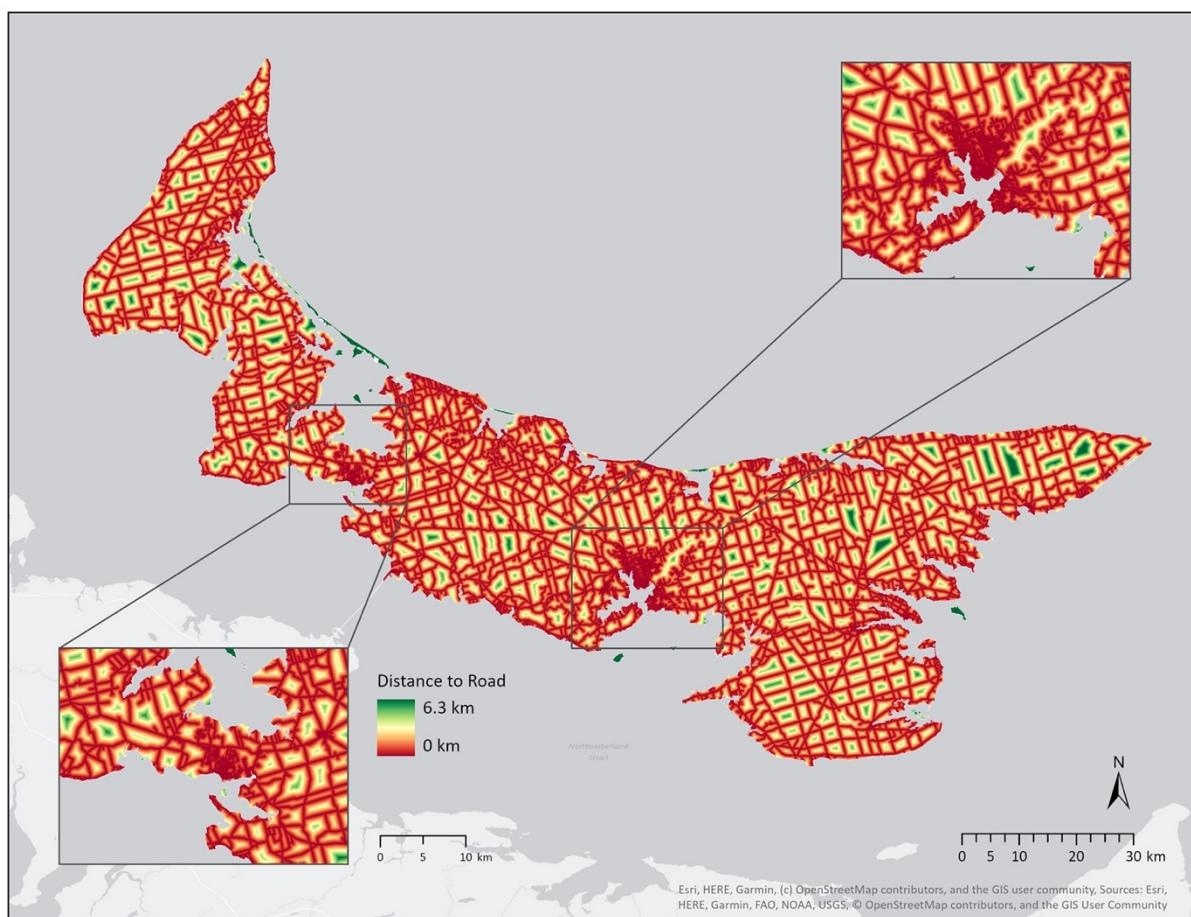 Distance to Road
6.3 km
0 km
Northumberland
Strait
N
0 5 10 km
0 5 10 20 30 km
Esri, HERE, Garmin, (c) OpenStreetMap contributors, and the GIS user community, Sources: Esri,
HERE, Garmin, FAO, NOAA, USGS, © OpenStreetMap contributors, and the GIS User Community